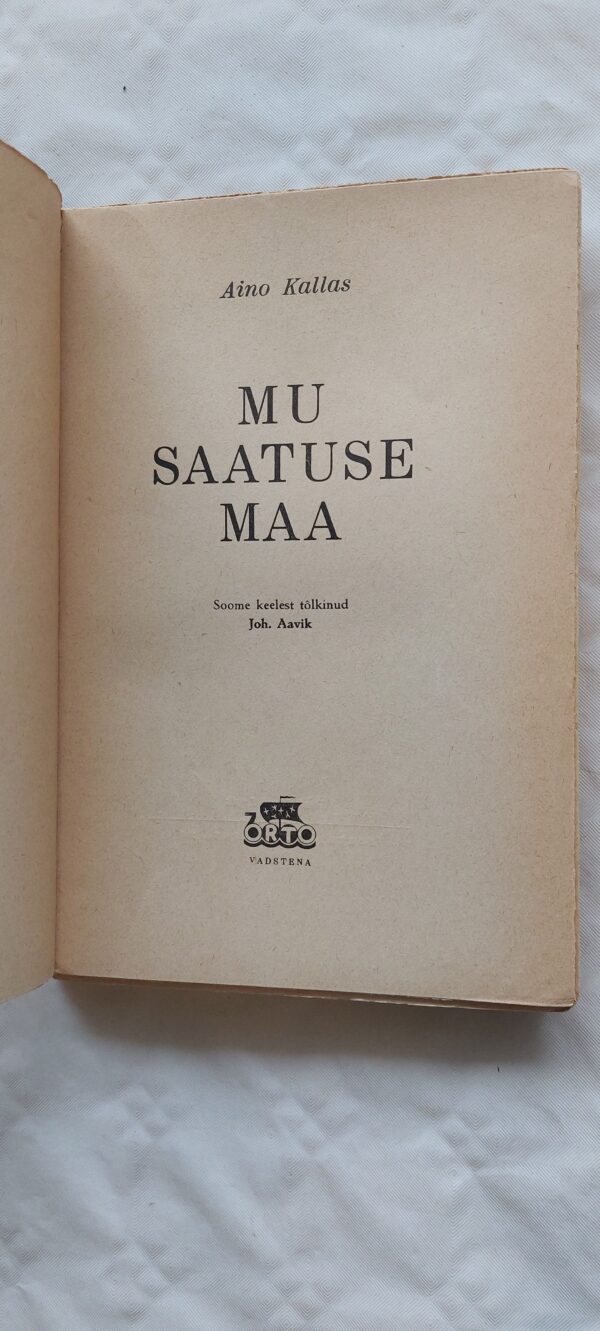 Aino Kallas
MU
SAATUSE
MAA
Soome keelest tõlkinud
Joh. Aavik
ORTO
VADSTENA